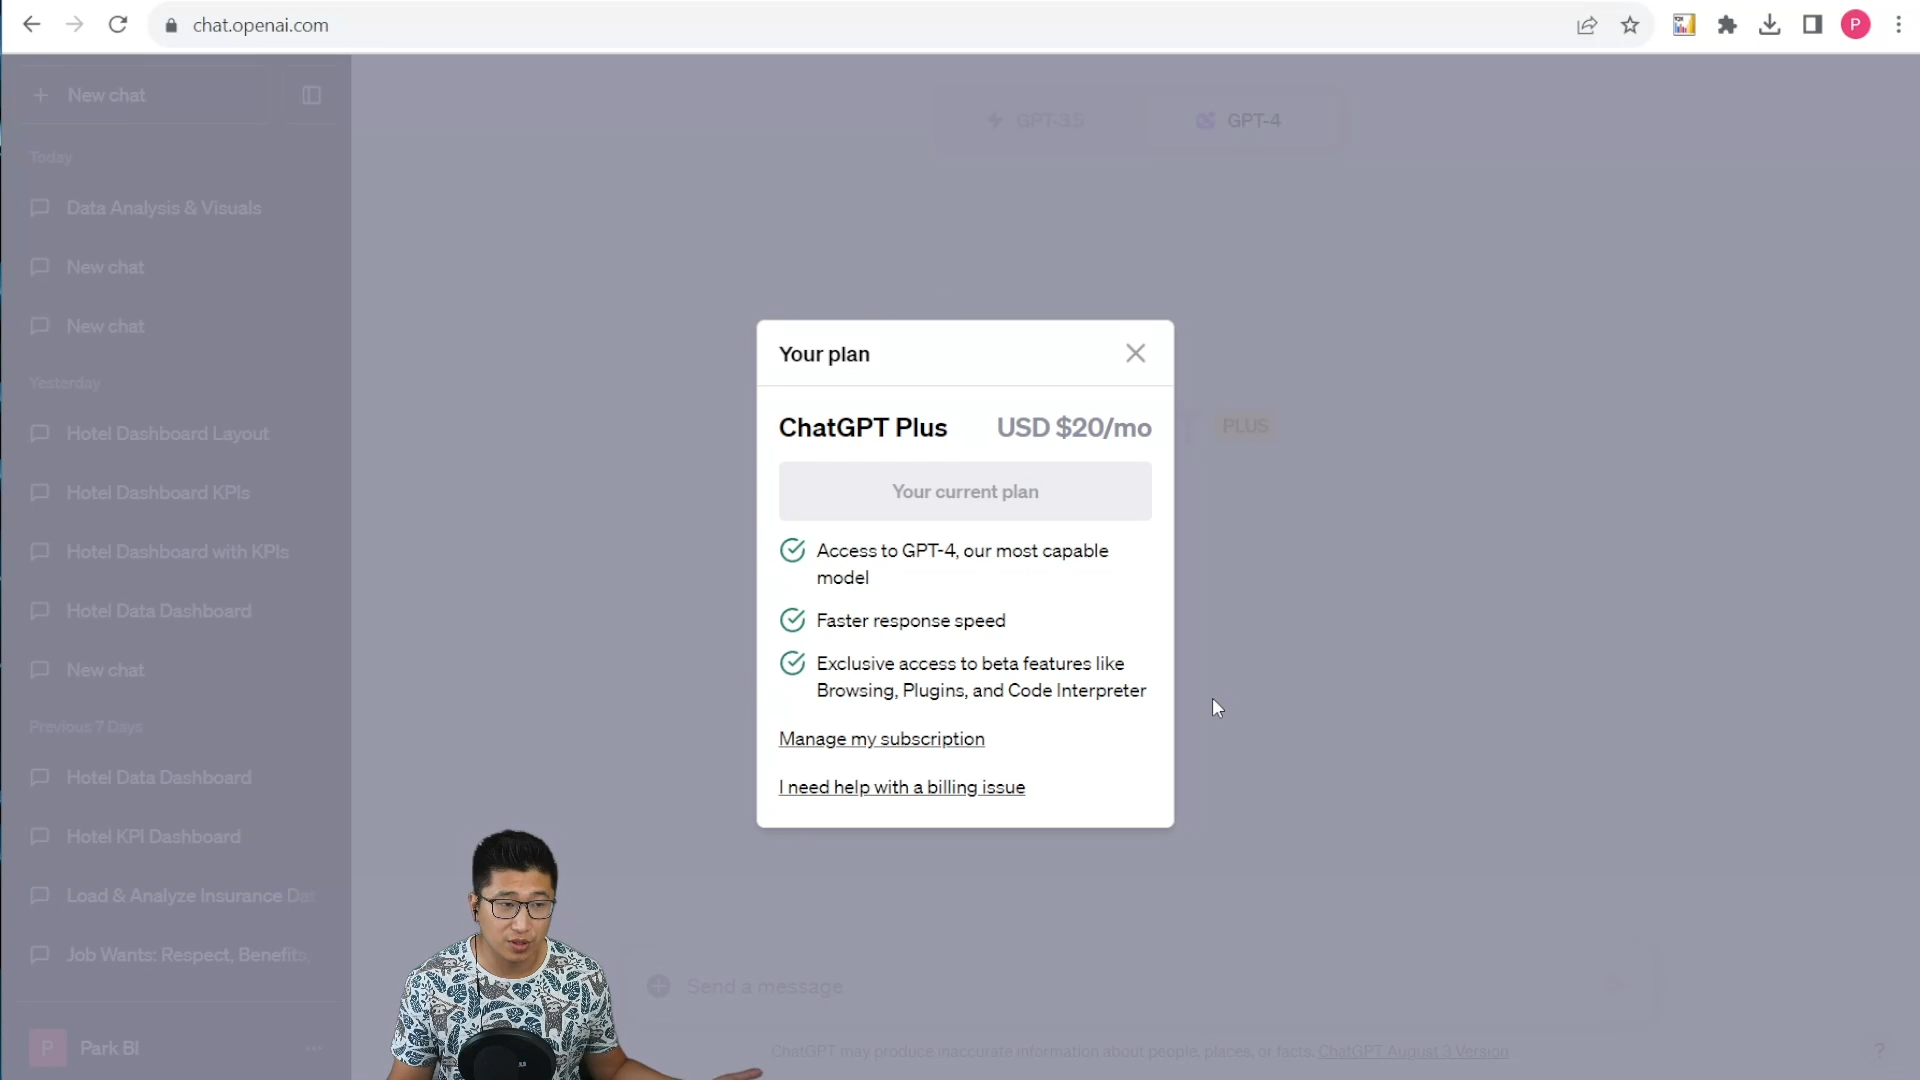 chat.openai.com
P
New chat
GPT-3.5
GPT-4
Today
Data Analysis & Visuals
New chat
New chat
Yesterday
Hotel Dashboard Layout
Hotel Dashboard KPIs
Hotel Dashboard with KPIs
Hotel Data Dashboard
New chat
Previous 7 Days
Hotel Data Dashboard
Hotel KPI Dashboard
Load & Analyze Insurance Da
Job Wants: Respect, Benefits,
P Park BI
PLUS
Your plan
ChatGPT Plus USD $20/mo
Your current plan
Access to GPT-4, our most capable
model
Faster response speed
Exclusive access to beta features like
Browsing, Plugins, and Code Interpreter
Manage my subscription
I need help with a billing issue
Send a message
ChatGPT may produce inaccurate information about people, places, or facts. ChatGPT August 3 Version
?